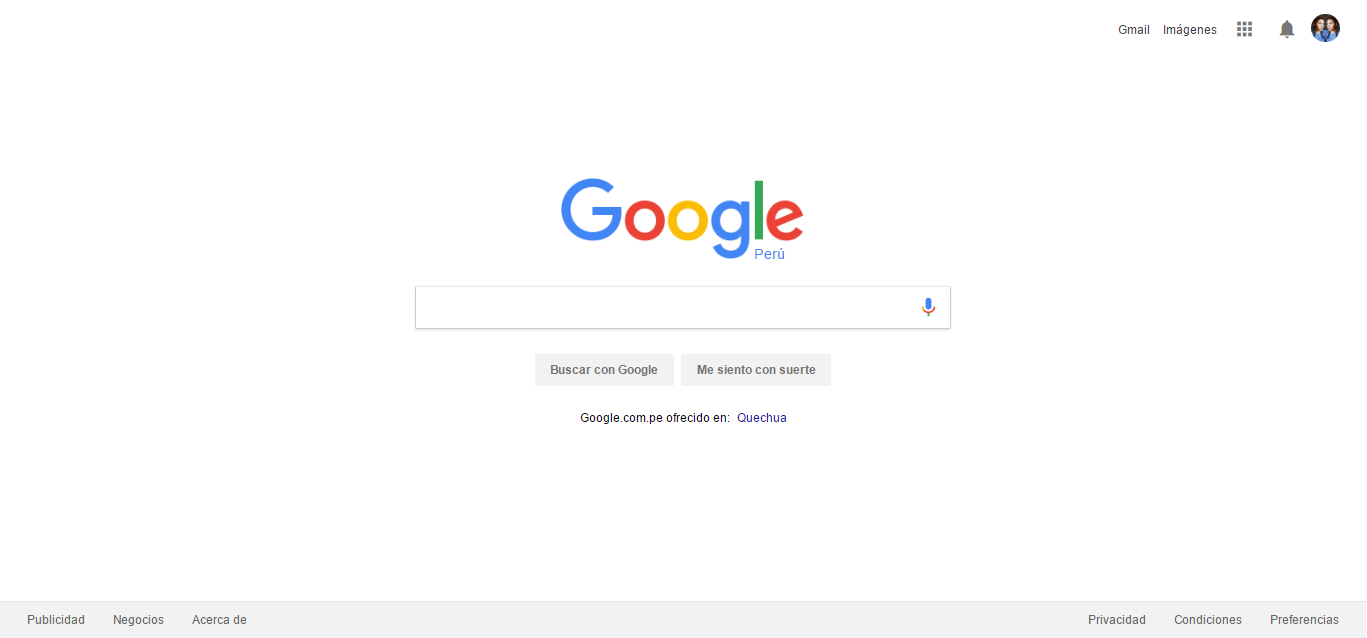 Gmail Imágenes
Google
Perú
Buscar con Google Me siento con suerte
Google.com.pe ofrecido en: Quechua
Publicidad Negocios Acerca de Privacidad Condiciones Preferencias